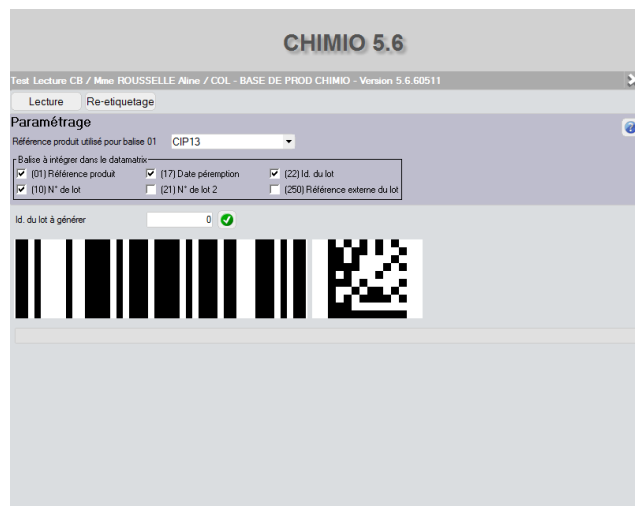 CHIMIO 5.6
Test Lecture CB / Mme ROUSSELLE Aline / COL - BASE DE PROD CHIMIO - Version 5.6.60511
Lecture Re-etiquetage
Paramétrage
Référence produit utilisé pour balise 01 CIP13
Balise à intégrer dans le datamatrix
(01) Référence produit (17) Date péremption (22) Id. du lot
(10) N° de lot (21) N° de lot 2 (250) Référence externe du lot
Id. du lot à générer 0